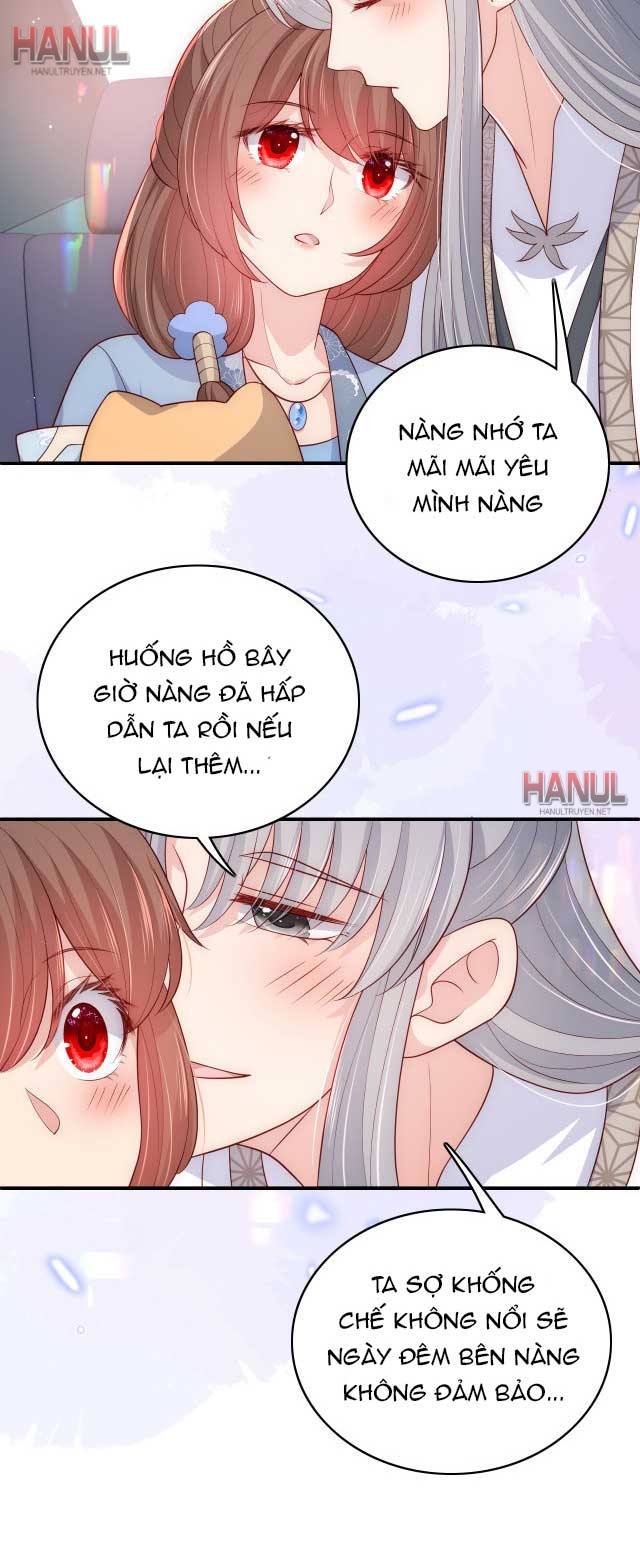 HANUL
HANULTRUYEN.NET
NÀNG NHỚ TA
MÃI MÃI YÊU
MÌNH NÀNG
HUỐNG HỒ BÂY
GIỜ NÀNG ĐÃ HẤP
DẪN TA RỒI NẾU
LẠI THÊM...
HANUL
HANULTRUYEN.NET
TA SỢ KHỐNG
CHẾ KHÔNG NỔI SẼ
NGÀY ĐÊM BÊN NÀNG
KHÔNG ĐẢM BẢO...